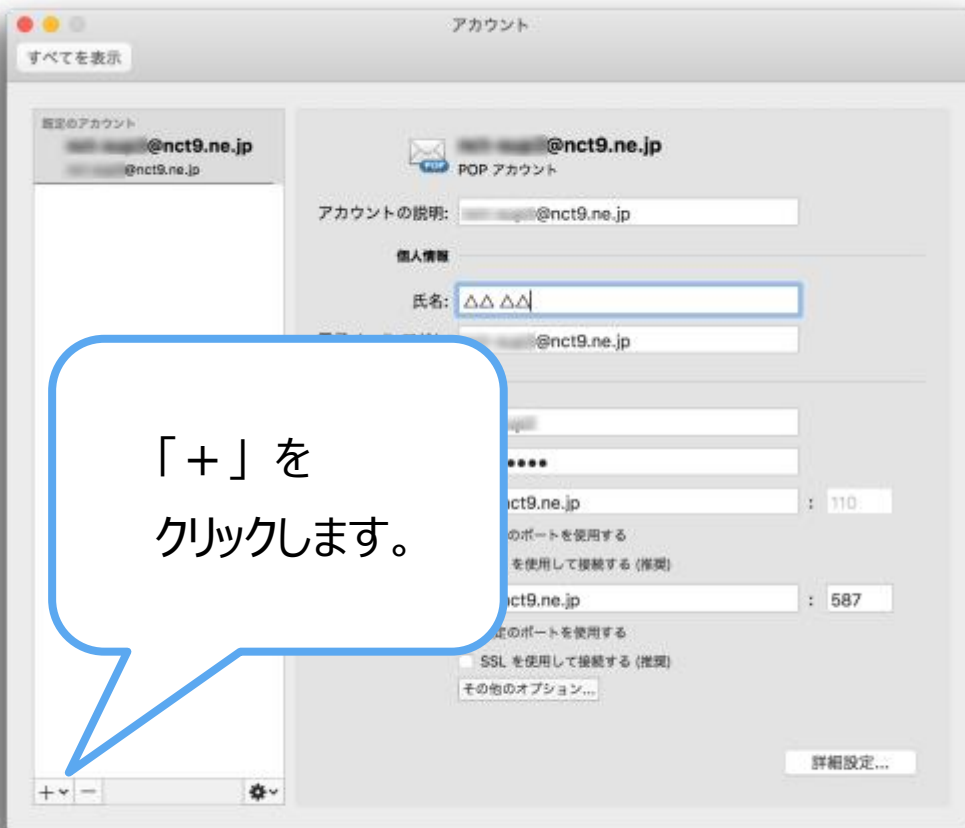 アカウント
すべてを表示
既定のアカウント
@nct9.ne.jp
@nct9.ne.jp
@nct9.ne.jp
POP
POP アカウント
アカウントの説明: @nct9.ne.jp
個人情報
氏名: △△ △△
@nct9.ne.jp
••••
ct9.ne.jp : 110
のポートを使用する
を使用して接続する (推奨)
ct9.ne.jp : 587
定のポートを使用する
SSL を使用して接続する (推奨)
その他のオプション...
「+」を
クリックします。
詳細設定...